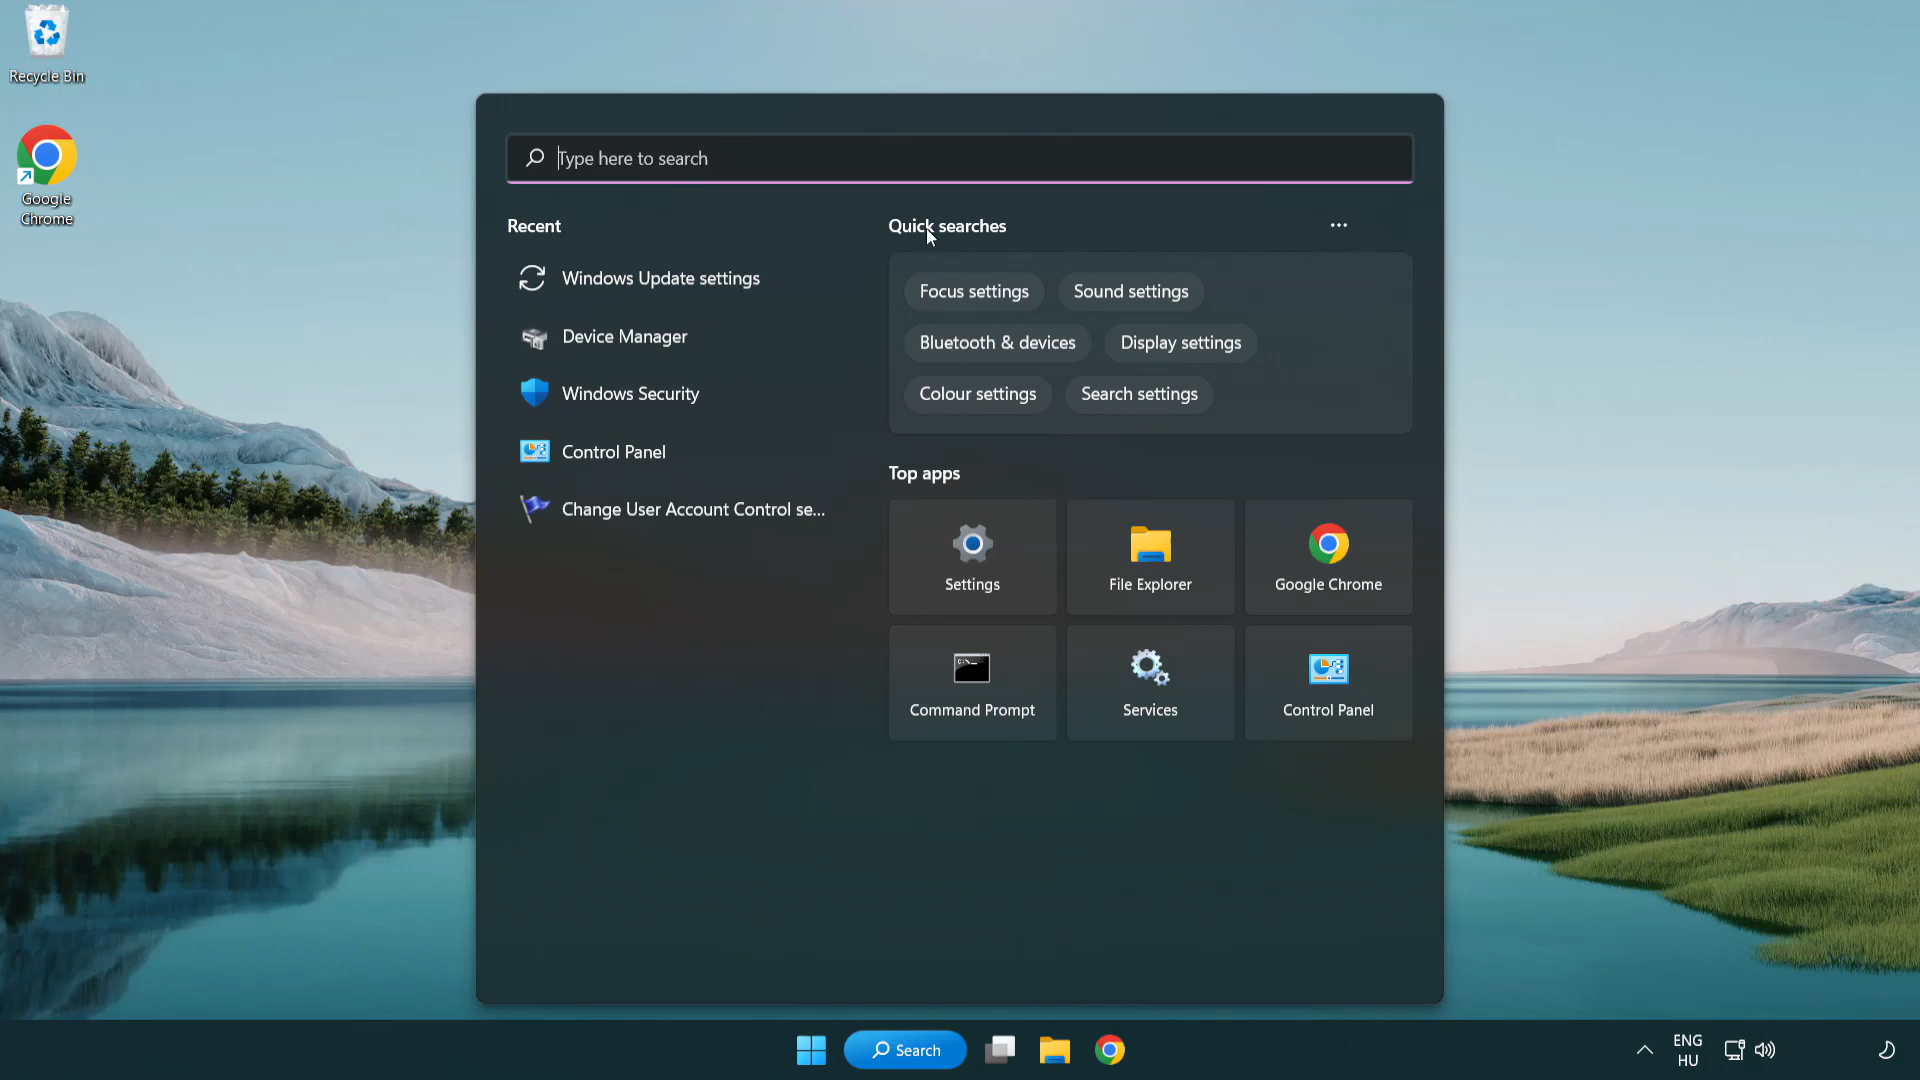 Recycle Bin
Google
Chrome
Type here to search
Recent
Windows Update settings
Device Manager
Windows Security
Control Panel
Change User Account Control se...
Quick searches
Focus settings
Sound settings
Bluetooth & devices
Display settings
Colour settings
Search settings
Top apps
Settings
File Explorer
Google Chrome
Command Prompt
Services
Control Panel
Search
ENG
HU